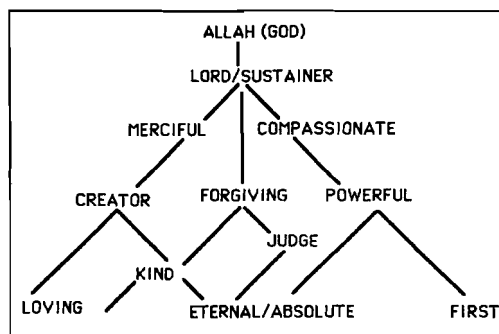 ALLAH (GOD)
LORD/SUSTAINER
MERCIFUL COMPASSIONATE
CREATOR FORGIVING POWERFUL
JUDGE
KIND
LOVING ETERNAL/ABSOLUTE FIRST